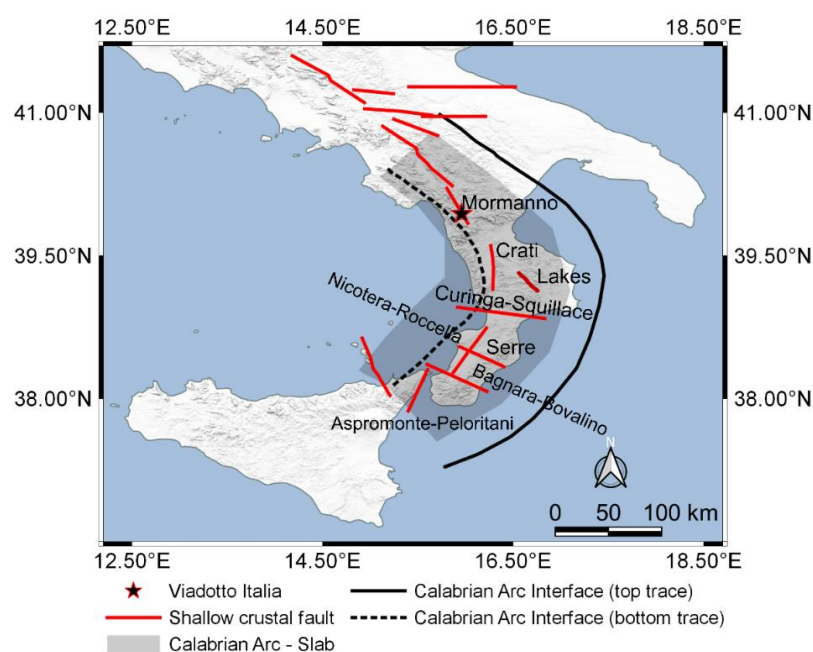 12.50°E 14.50°E 16.50°E 18.50°E
41.00°N 41.00°N
Mormanno
39.50°N 39.50°N
Crati
Lakes
Curinga-Squillace
Nicotera-Roccella
Serre
38.00°N 38.00°N
Bagnara-Bovalino
Aspromonte-Peloritani
N
0 50 100 km
12.50°E 14.50°E 16.50°E 18.50°E
Viadotto Italia Calabrian Arc Interface (top trace)
Shallow crustal fault Calabrian Arc Interface (bottom trace)
Calabrian Arc - Slab